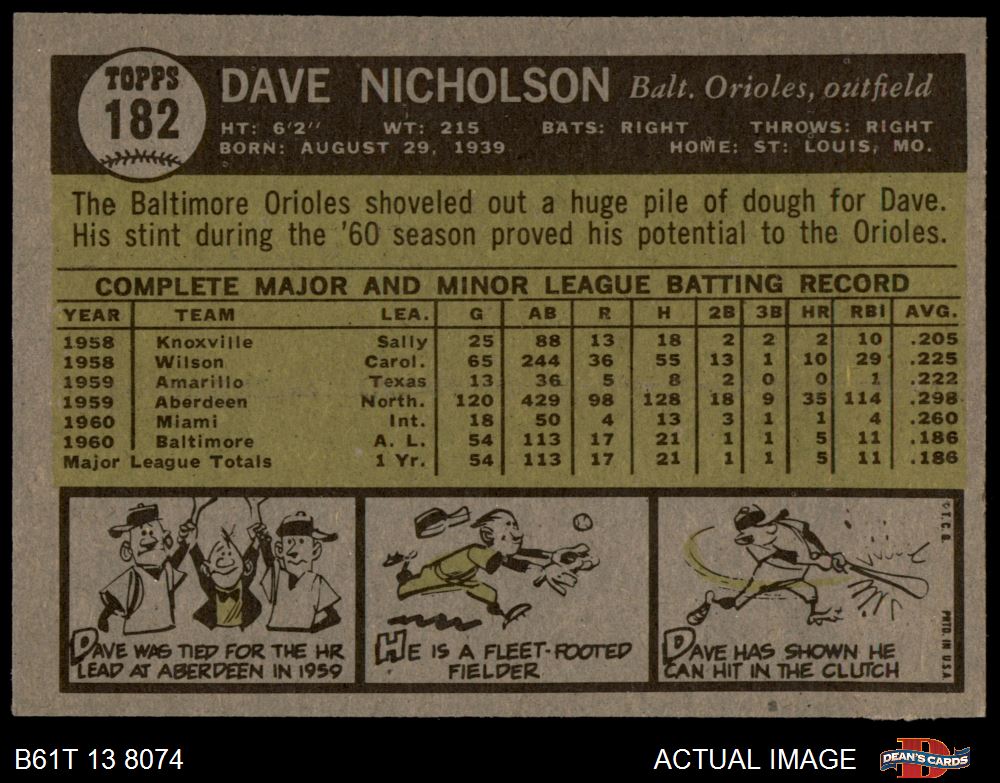 TOPPS
182
DAVE NICHOLSON Balt. Orioles, outfield
HT: 6'2" WT: 215 BATS: RIGHT THROWS: RIGHT
BORN: AUGUST 29, 1939 HOME: ST. LOUIS, MO.
The Baltimore Orioles shoveled out a huge pile of dough for Dave.
His stint during the '60 season proved his potential to the Orioles.
COMPLETE MAJOR AND MINOR LEAGUE BATTING RECORD
YEAR TEAM LEA. G AB R H 2B 3B HR RBI AVG.
1958 Knoxville Sally 25 88 13 18 2 2 2 10 .205
1958 Wilson Carol. 65 244 36 55 13 1 10 29 .225
1959 Amarillo Texas 13 36 5 8 2 0 0 1 .222
1959 Aberdeen North. 120 429 98 128 18 9 35 114 .298
1960 Miami Int. 18 50 4 13 3 1 1 4 .260
1960 Baltimore A. L. 54 113 17 21 1 1 5 11 .186
Major League Totals 1 Yr. 54 113 17 21 1 1 5 11 .186
DAVE WAS TIED FOR THE HR
LEAD AT ABERDEEN IN 1959
HE IS A FLEET-FOOTED
FIELDER
DAVE HAS SHOWN HE
CAN HIT IN THE CLUTCH
©T.C.G. PRTD. IN U.S.A.
B61T 13 8074
ACTUAL IMAGE
DEAN'S CARDS